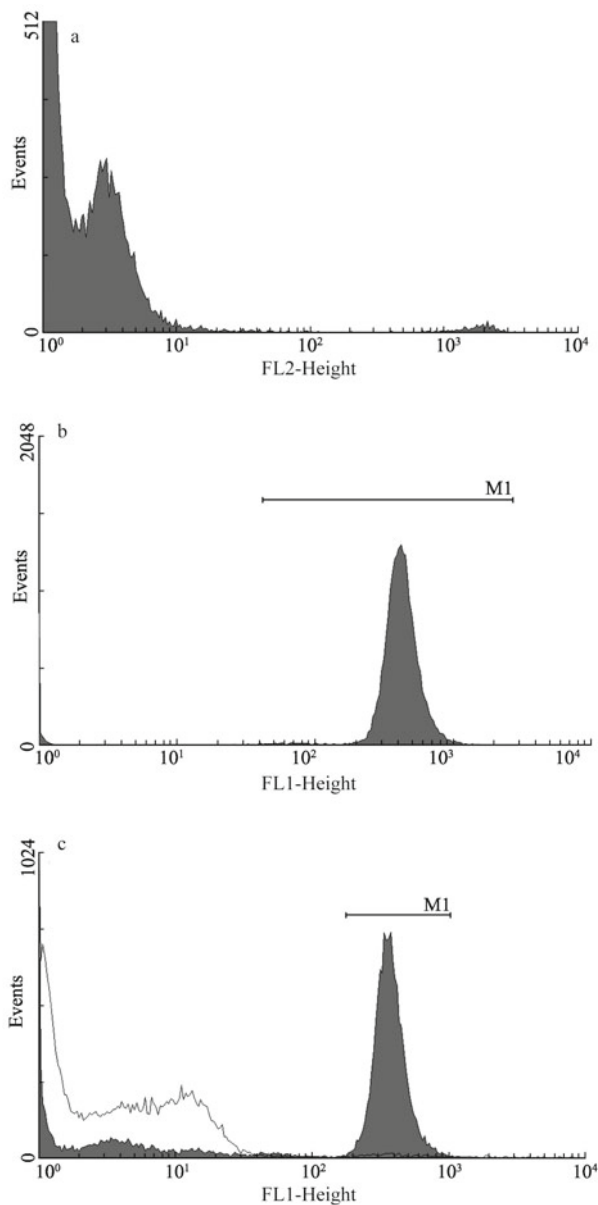 512
a
Events
0
10⁰ 10¹ 10² 10³ 10⁴
FL2-Height
2048
b
M1
Events
0
10⁰ 10¹ 10² 10³ 10⁴
FL1-Height
1024
c
M1
Events
0
10⁰ 10¹ 10² 10³ 10⁴
FL1-Height